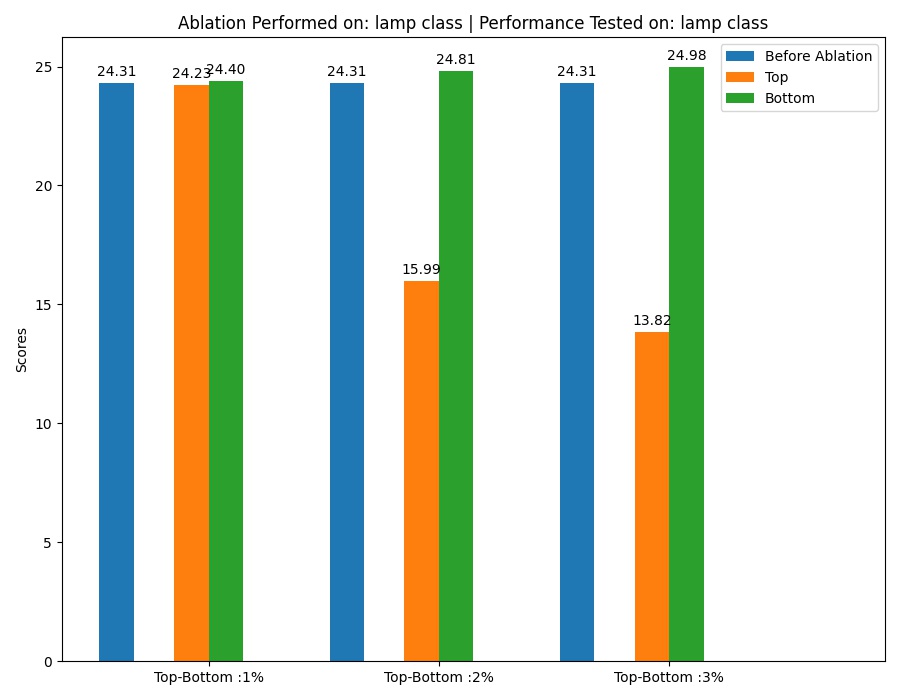 Ablation Performed on: lamp class | Performance Tested on: lamp class
Before Ablation
Top
Bottom
24.31
24.23
24.40
24.31
15.99
24.81
24.31
13.82
24.98
Scores
25
20
15
10
5
0
Top-Bottom :1%
Top-Bottom :2%
Top-Bottom :3%